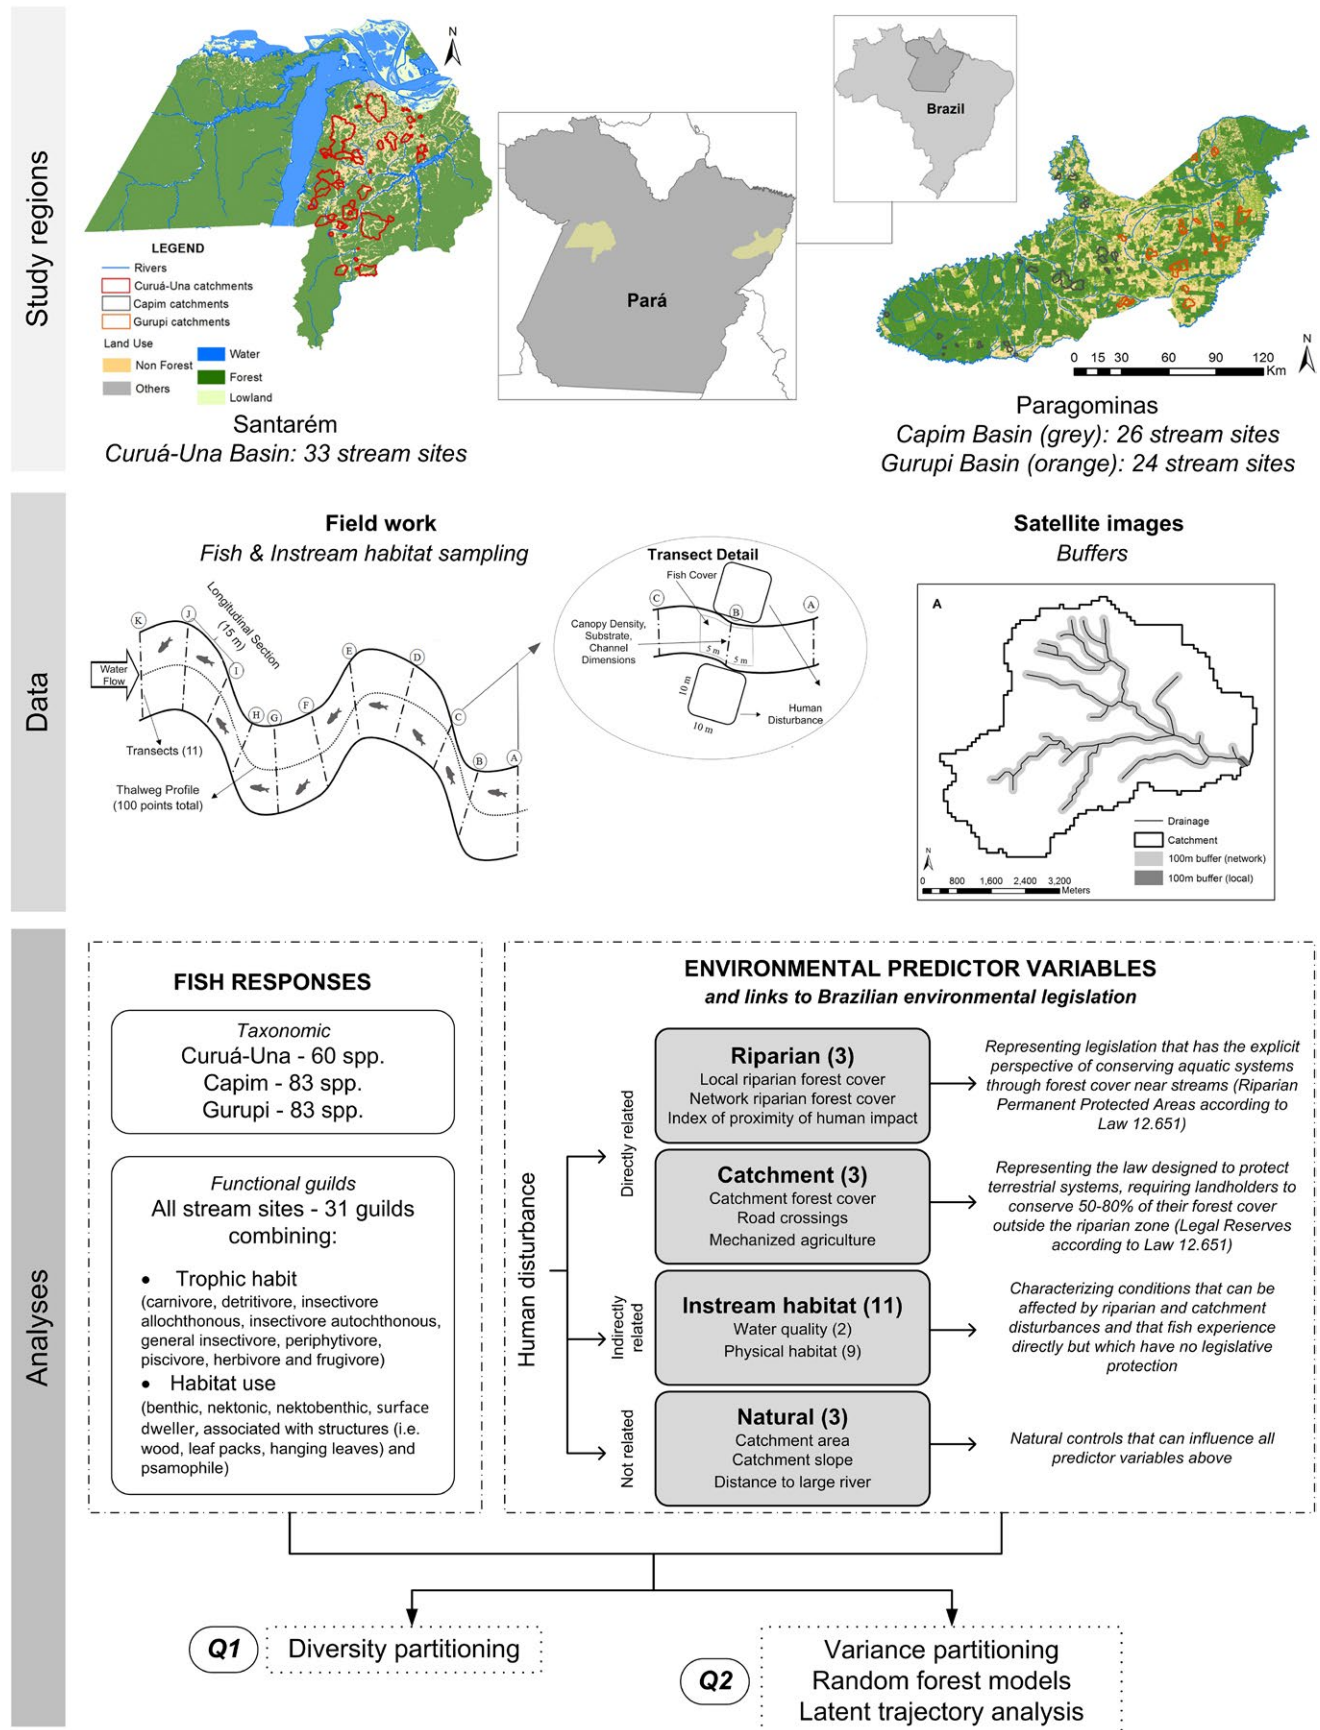 Study regions
N
LEGEND
Rivers
Curuá-Una catchments
Capim catchments
Gurupi catchments
Land Use
Non Forest
Others
Water
Forest
Lowland
Santarém
Curuá-Una Basin: 33 stream sites
Pará
Brazil
0 15 30 60 90 120
Km
N
Paragominas
Capim Basin (grey): 26 stream sites
Gurupi Basin (orange): 24 stream sites
Data
Field work
Fish & Instream habitat sampling
K
J
Longitudinal Section
(15 m)
I
Water
Flow
H
G
F
E
D
C
B
A
Transects (11)
Thalweg Profile
(100 points total)
Transect Detail
Fish Cover
C
B
A
Canopy Density,
Substrate,
Channel
Dimensions
5 m
5 m
10 m
10 m
Human
Disturbance
Satellite images
Buffers
A
Drainage
Catchment
100m buffer (network)
100m buffer (local)
N
0 800 1,600 2,400 3,200
Meters
Analyses
FISH RESPONSES
Taxonomic
Curuá-Una - 60 spp.
Capim - 83 spp.
Gurupi - 83 spp.
Functional guilds
All stream sites - 31 guilds
combining:
• Trophic habit
(carnivore, detritivore, insectivore
allochthonous, insectivore autochthonous,
general insectivore, periphytivore,
piscivore, herbivore and frugivore)
• Habitat use
(benthic, nektonic, nektobenthic, surface
dweller, associated with structures (i.e.
wood, leaf packs, hanging leaves) and
psamophile)
ENVIRONMENTAL PREDICTOR VARIABLES
and links to Brazilian environmental legislation
Human disturbance
Directly related
Indirectly
related
Not related
Riparian (3)
Local riparian forest cover
Network riparian forest cover
Index of proximity of human impact
Representing legislation that has the explicit
perspective of conserving aquatic systems
through forest cover near streams (Riparian
Permanent Protected Areas according to
Law 12.651)
Catchment (3)
Catchment forest cover
Road crossings
Mechanized agriculture
Representing the law designed to protect
terrestrial systems, requiring landholders to
conserve 50-80% of their forest cover
outside the riparian zone (Legal Reserves
according to Law 12.651)
Instream habitat (11)
Water quality (2)
Physical habitat (9)
Characterizing conditions that can be
affected by riparian and catchment
disturbances and that fish experience
directly but which have no legislative
protection
Natural (3)
Catchment area
Catchment slope
Distance to large river
Natural controls that can influence all
predictor variables above
Q1
Diversity partitioning
Q2
Variance partitioning
Random forest models
Latent trajectory analysis